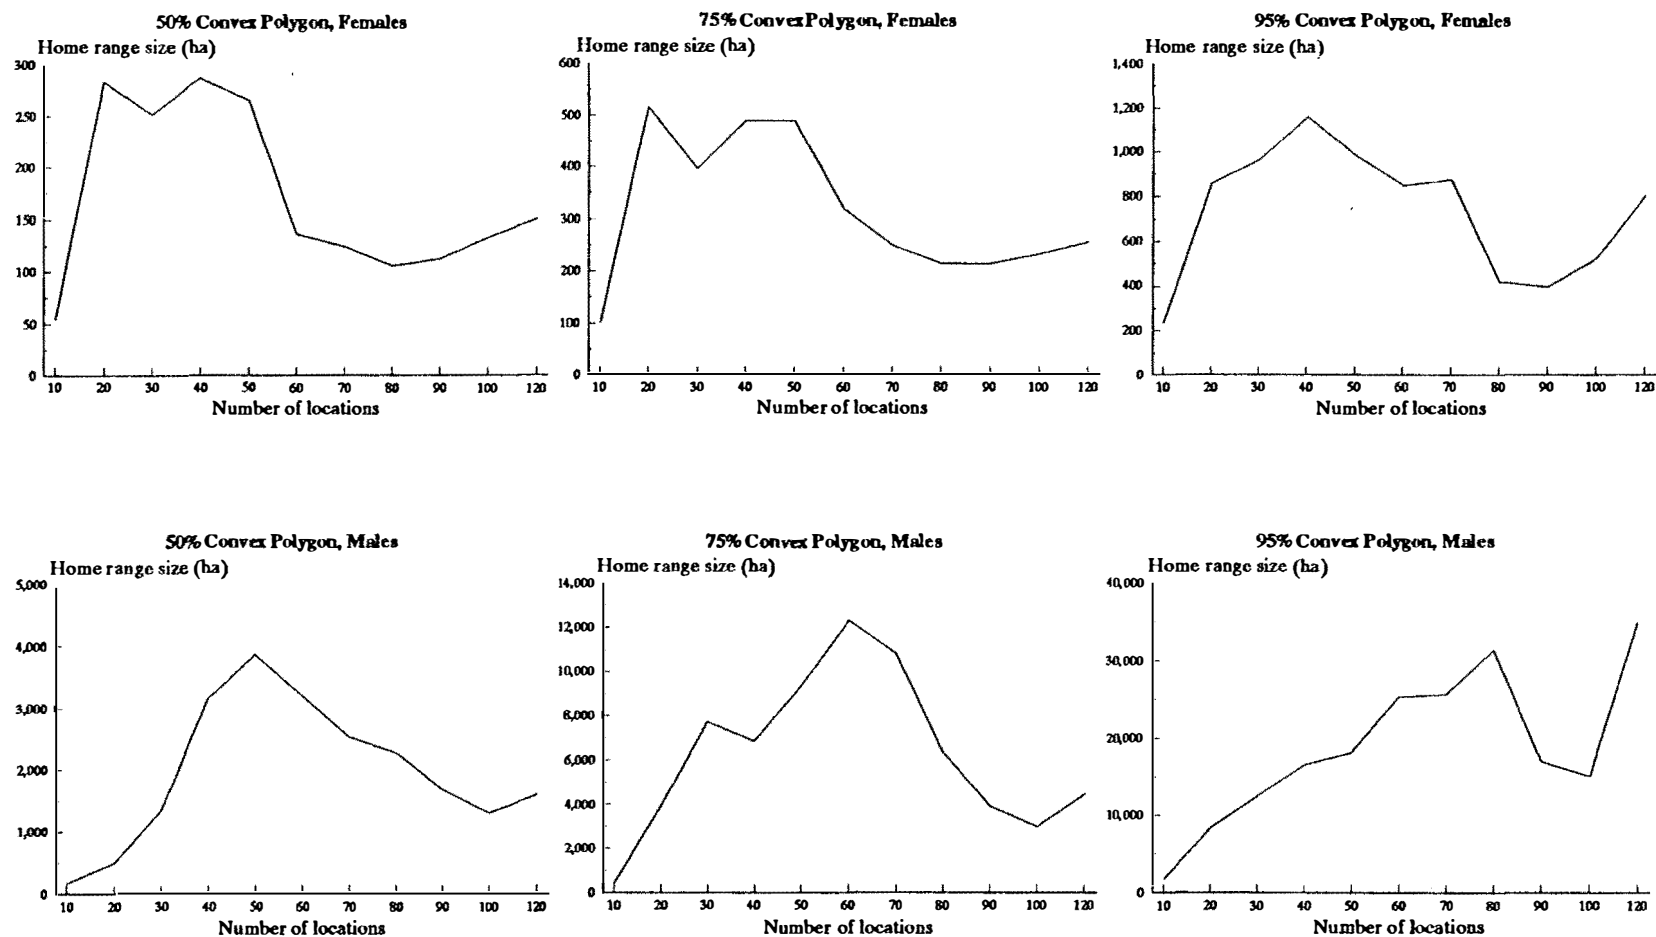 50% Convex Polygon, Females
Home range size (ha)
300
250
200
150
100
50
0
10 20 30 40 50 60 70 80 90 100 120
Number of locations
75% Convex Polygon, Females
Home range size (ha)
600
500
400
300
200
100
0
10 20 30 40 50 60 70 80 90 100 120
Number of locations
95% Convex Polygon, Females
Home range size (ha)
1,400
1,200
1,000
800
600
400
200
0
10 20 30 40 50 60 70 80 90 100 120
Number of locations
50% Convex Polygon, Males
Home range size (ha)
5,000
4,000
3,000
2,000
1,000
0
10 20 30 40 50 60 70 80 90 100 120
Number of locations
75% Convex Polygon, Males
Home range size (ha)
14,000
12,000
10,000
8,000
6,000
4,000
2,000
0
10 20 30 40 50 60 70 80 90 100 120
Number of locations
95% Convex Polygon, Males
Home range size (ha)
40,000
30,000
20,000
10,000
0
10 20 30 40 50 60 70 80 90 100 120
Number of locations